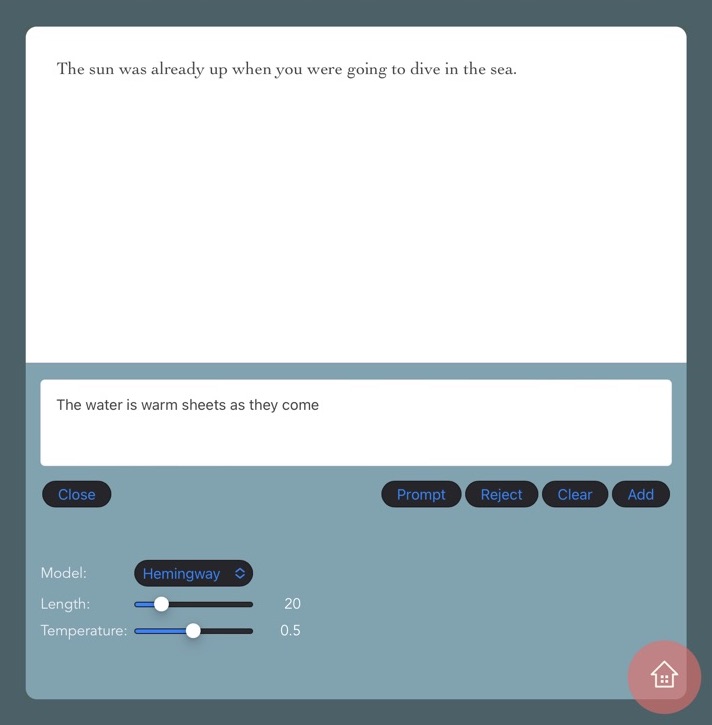 The sun was already up when you were going to dive in the sea.
The water is warm sheets as they come
Close Prompt Reject Clear Add
Model: Hemingway
Length: 20
Temperature: 0.5